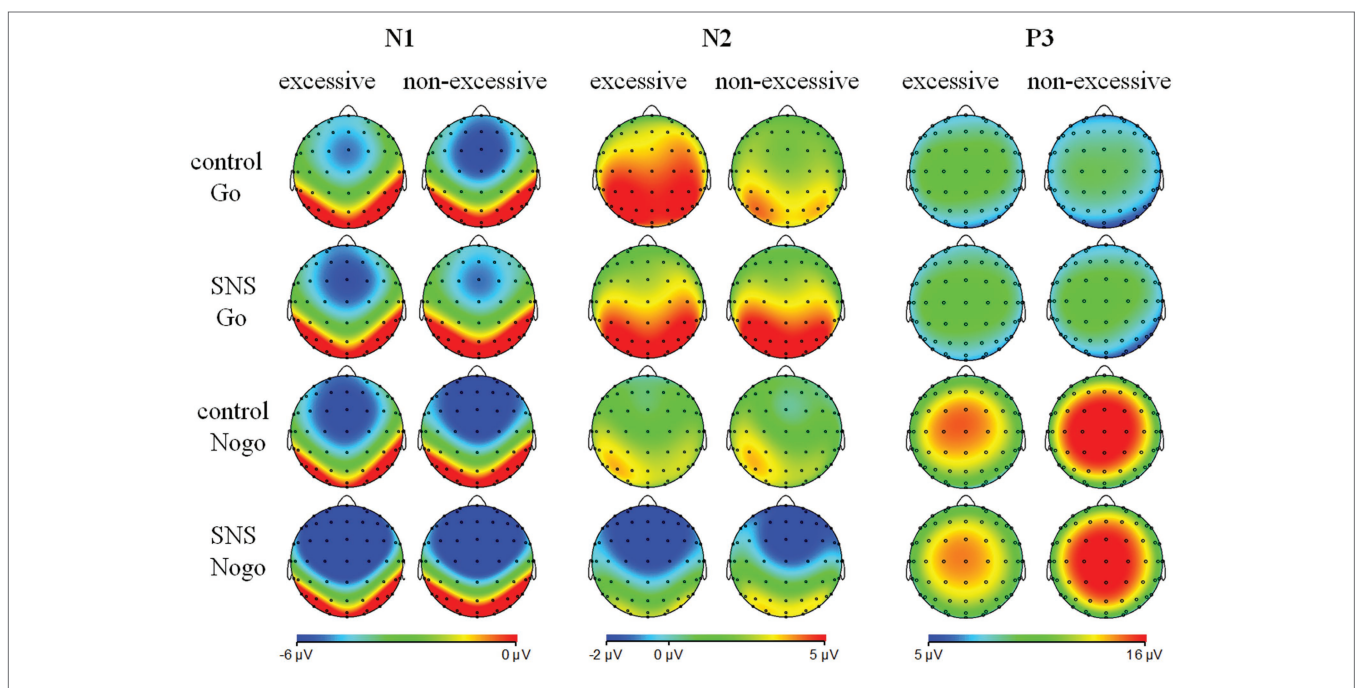 N1 N2 P3
excessive non-excessive excessive non-excessive excessive non-excessive
control
Go
SNS
Go
control
Nogo
SNS
Nogo
-6 μV 0 μV -2 μV 0 μV 5 μV 5 μV 16 μV